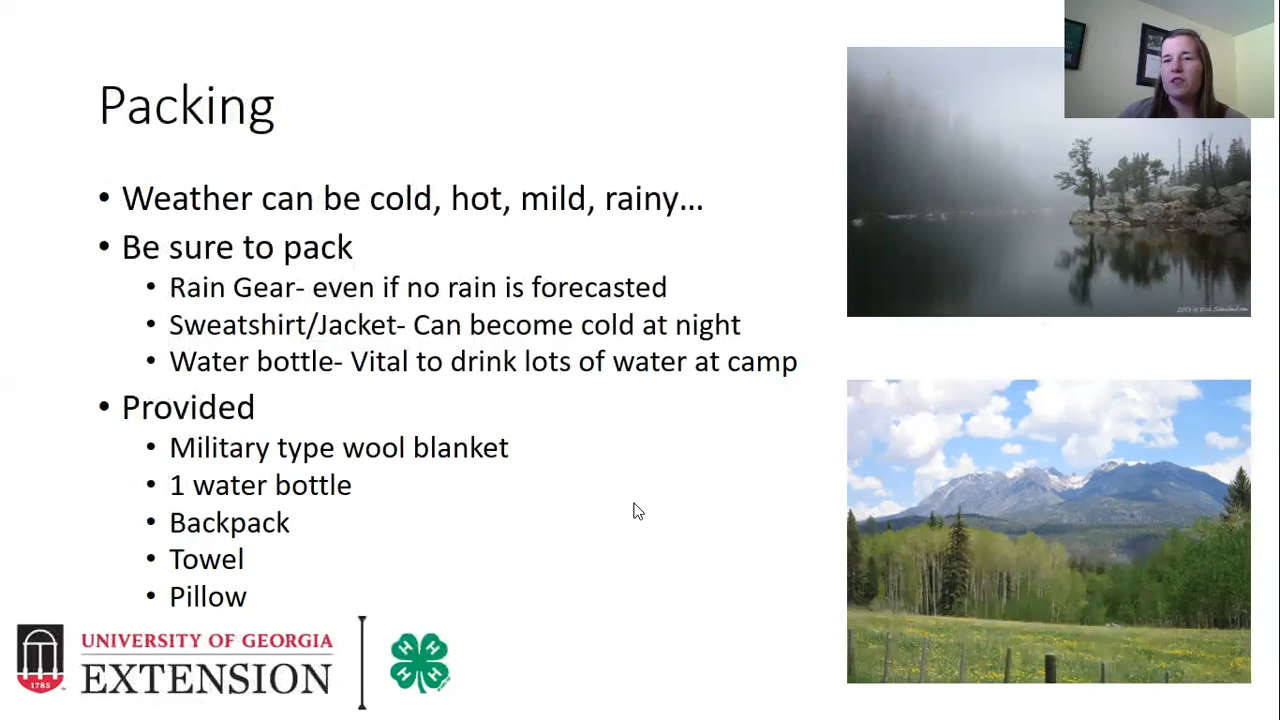 Packing
• Weather can be cold, hot, mild, rainy…
• Be sure to pack
• Rain Gear- even if no rain is forecasted
• Sweatshirt/Jacket- Can become cold at night
• Water bottle- Vital to drink lots of water at camp
• Provided
• Military type wool blanket
• 1 water bottle
• Backpack
• Towel
• Pillow
1785
UNIVERSITY OF GEORGIA
EXTENSION
H H H H